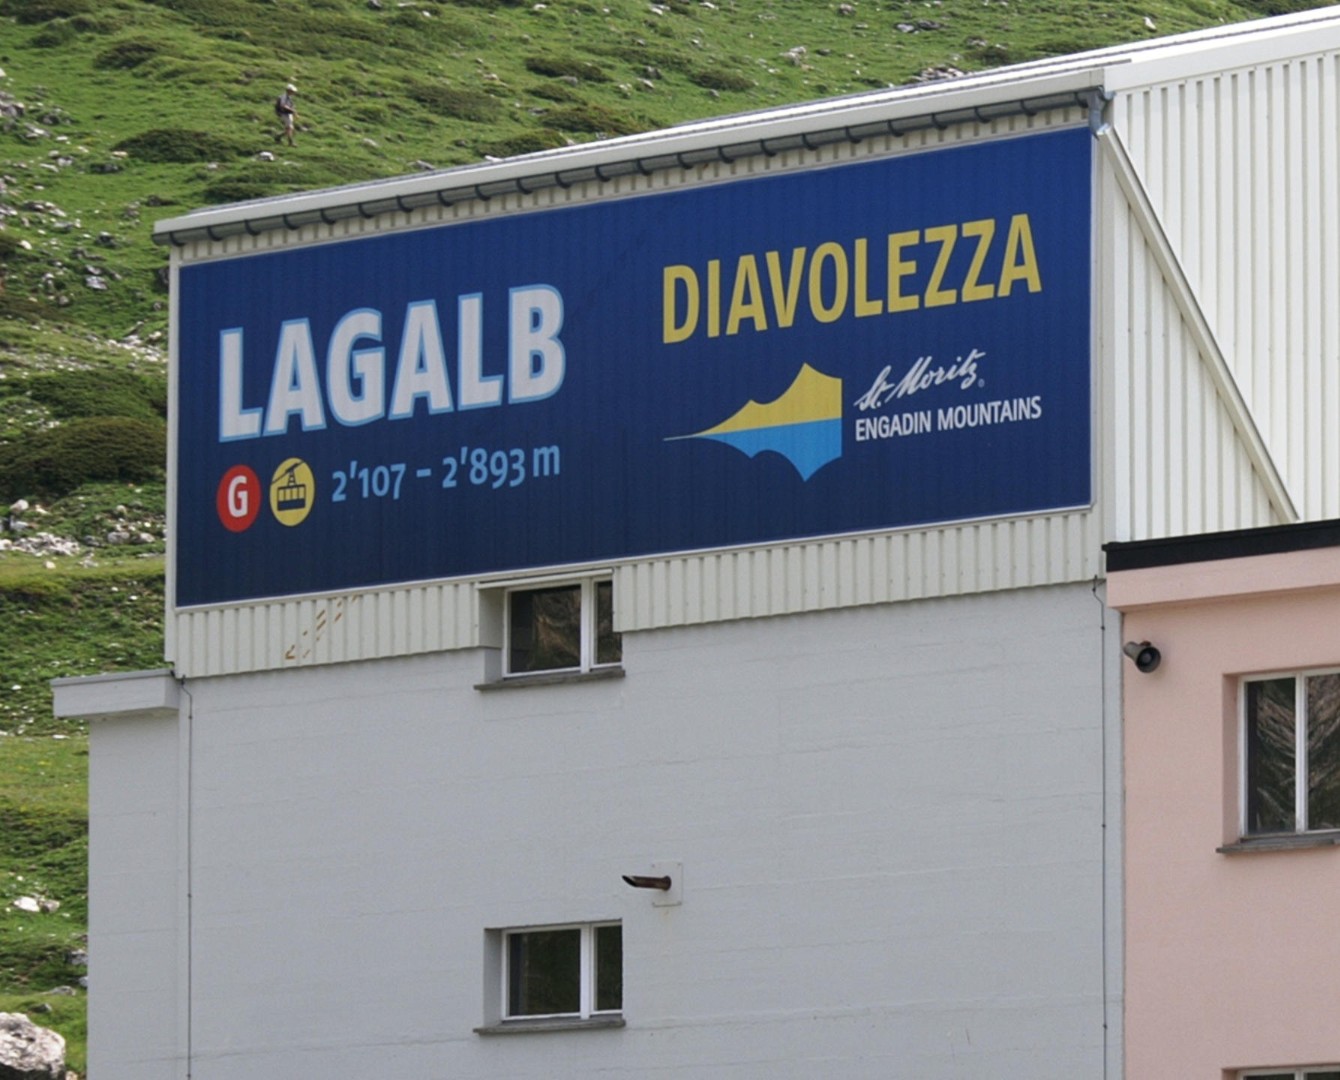 LAGALB
G 2'107 – 2'893 m
DIAVOLEZZA
St. Moritz®
ENGADIN MOUNTAINS